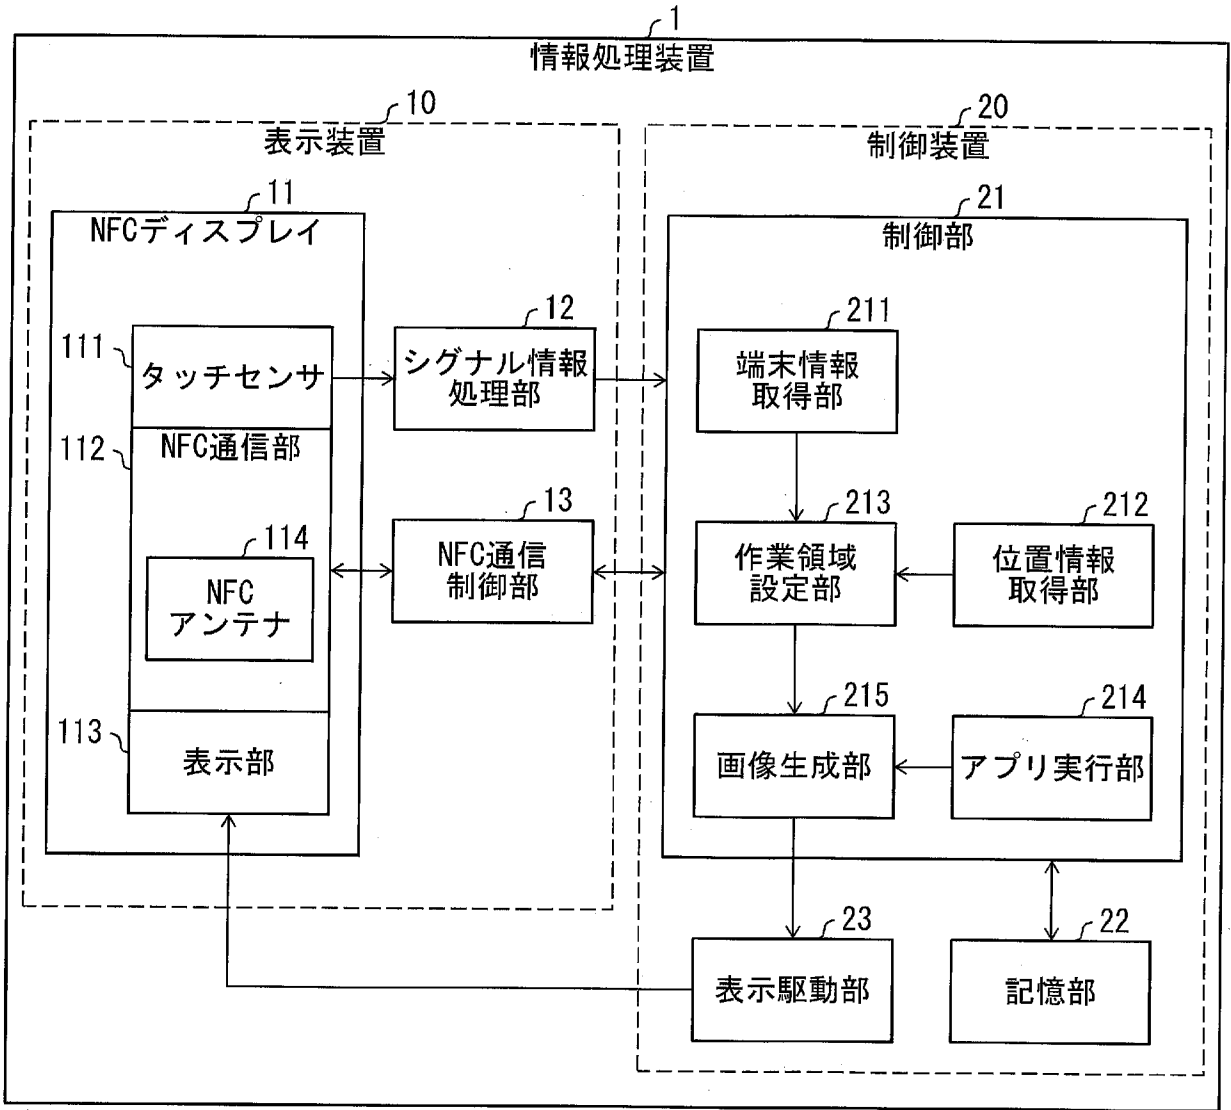 1
情報処理装置
10
表示装置
20
制御装置
11
NFCディスプレイ
21
制御部
111
タッチセンサ
12
シグナル情報
処理部
211
端末情報
取得部
112
NFC通信部
114
NFC
アンテナ
13
NFC通信
制御部
213
作業領域
設定部
212
位置情報
取得部
113
表示部
215
画像生成部
214
アプリ実行部
23
表示駆動部
22
記憶部